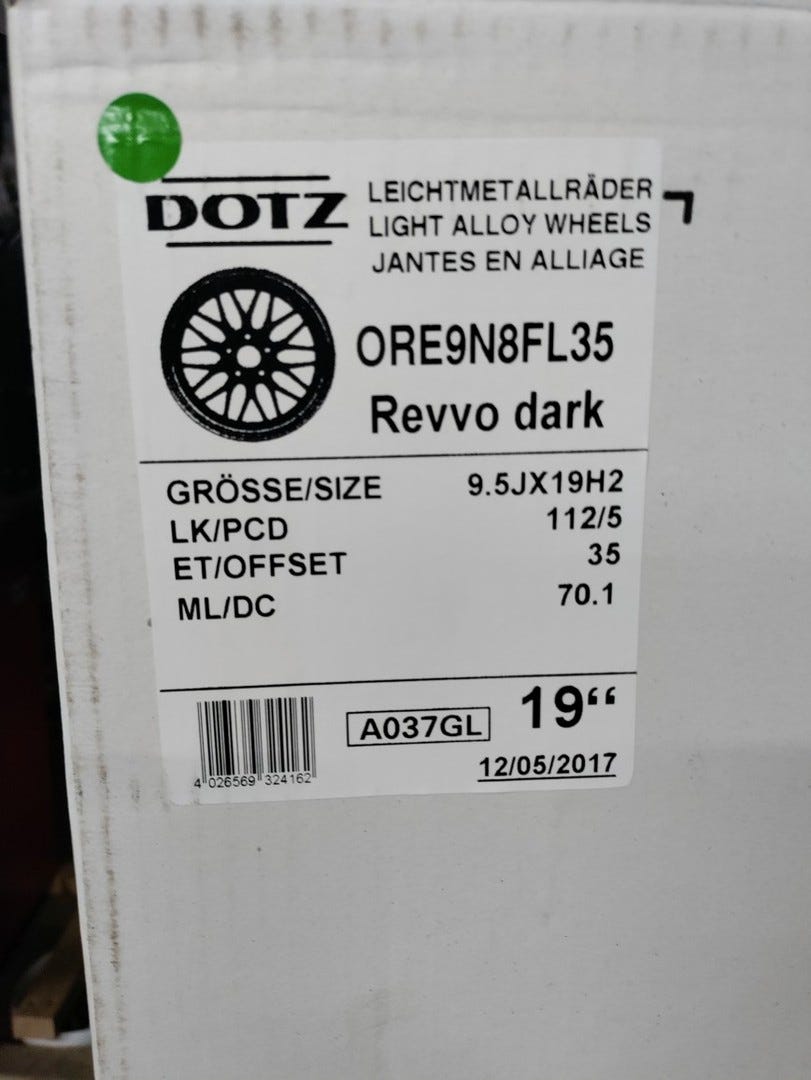 DOTZ
LEICHTMETALLRÄDER
LIGHT ALLOY WHEELS
JANTES EN ALLIAGE
ORE9N8FL35
Revvo dark
GRÖSSE/SIZE 9.5JX19H2
LK/PCD 112/5
ET/OFFSET 35
ML/DC 70.1
A037GL 19“
4 026569 324162 12/05/2017